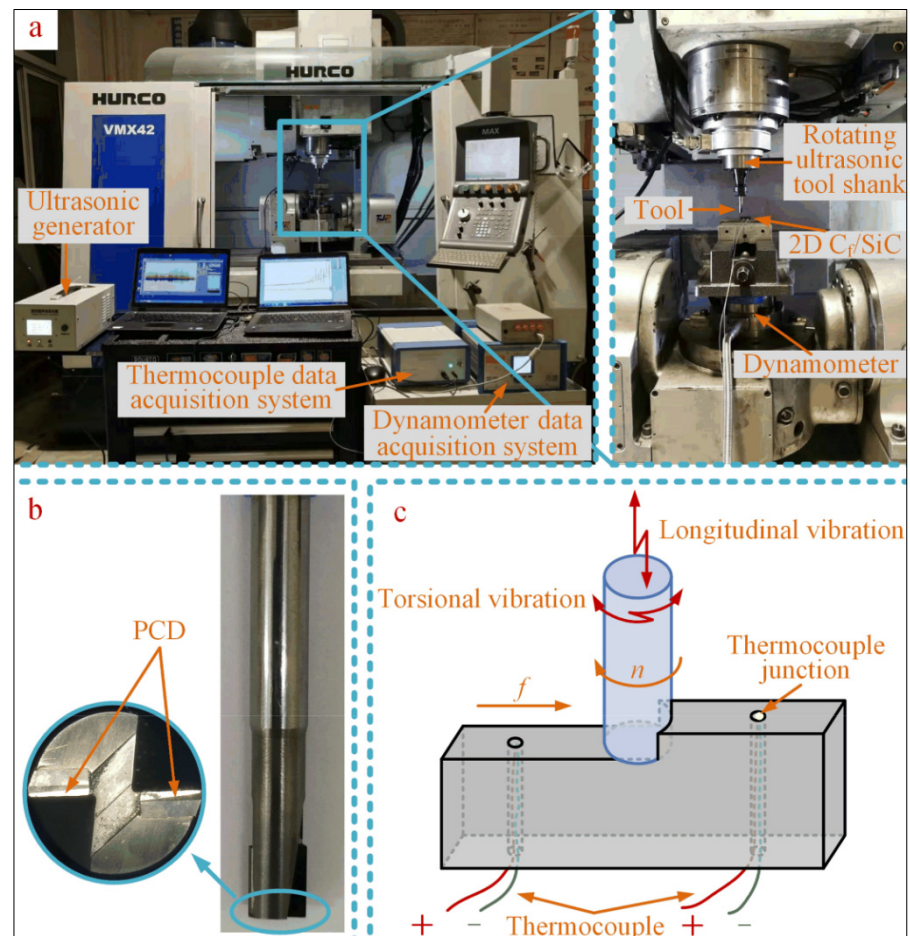 a
HURCO
HURCO
VMX42
MAX
Ultrasonic
generator
Thermocouple data
acquisition system
Dynamometer data
acquisition system
Rotating
ultrasonic
tool shank
Tool
2D Cf/SiC
Dynamometer
b
PCD
c
Longitudinal vibration
Torsional vibration
n
f
Thermocouple
junction
+ − + −
Thermocouple